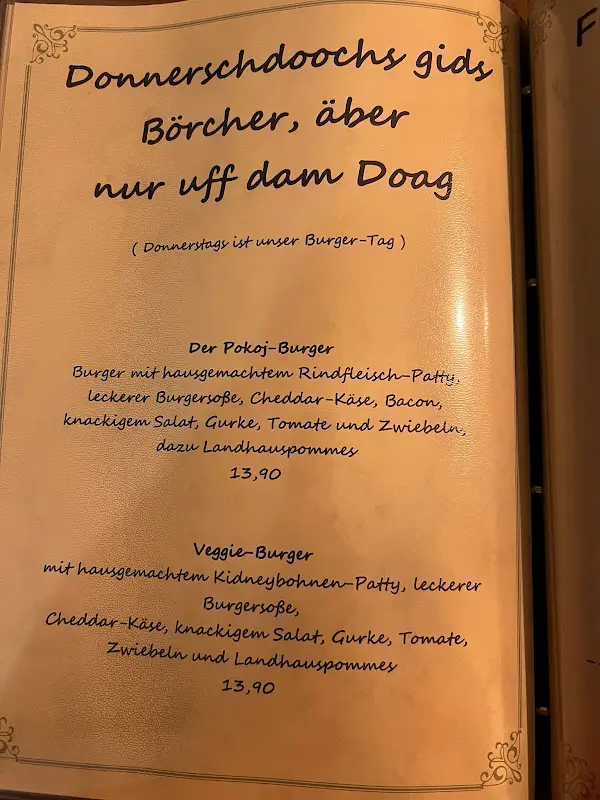 Donnerschdoochs gids
Börcher, äber
nur uff dam Doag
( Donnerstags ist unser Burger-Tag )
Der Pokoj-Burger
Burger mit hausgemachtem Rindfleisch-Patty,
leckerer Burgersoße, Cheddar-Käse, Bacon,
knackigem Salat, Gurke, Tomate und Zwiebeln,
dazu Landhauspommes
13,90
Veggie-Burger
mit hausgemachtem Kidneybohnen-Patty, leckerer
Burgersoße,
Cheddar-Käse, knackigem Salat, Gurke, Tomate,
Zwiebeln und Landhauspommes
13,90
F